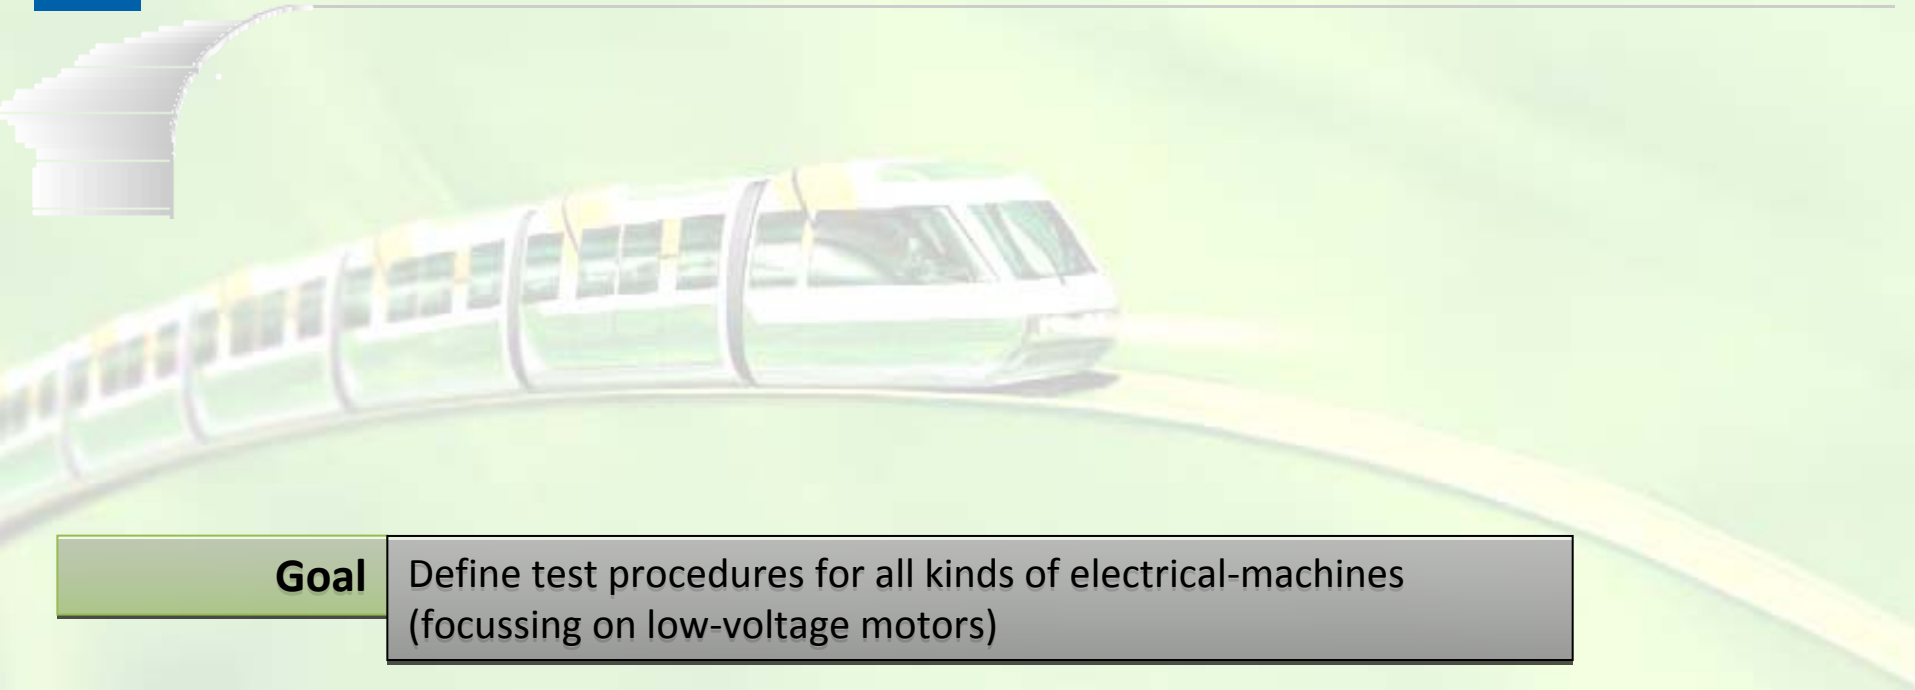 Goal
Define test procedures for all kinds of electrical-machines
(focussing on low-voltage motors)